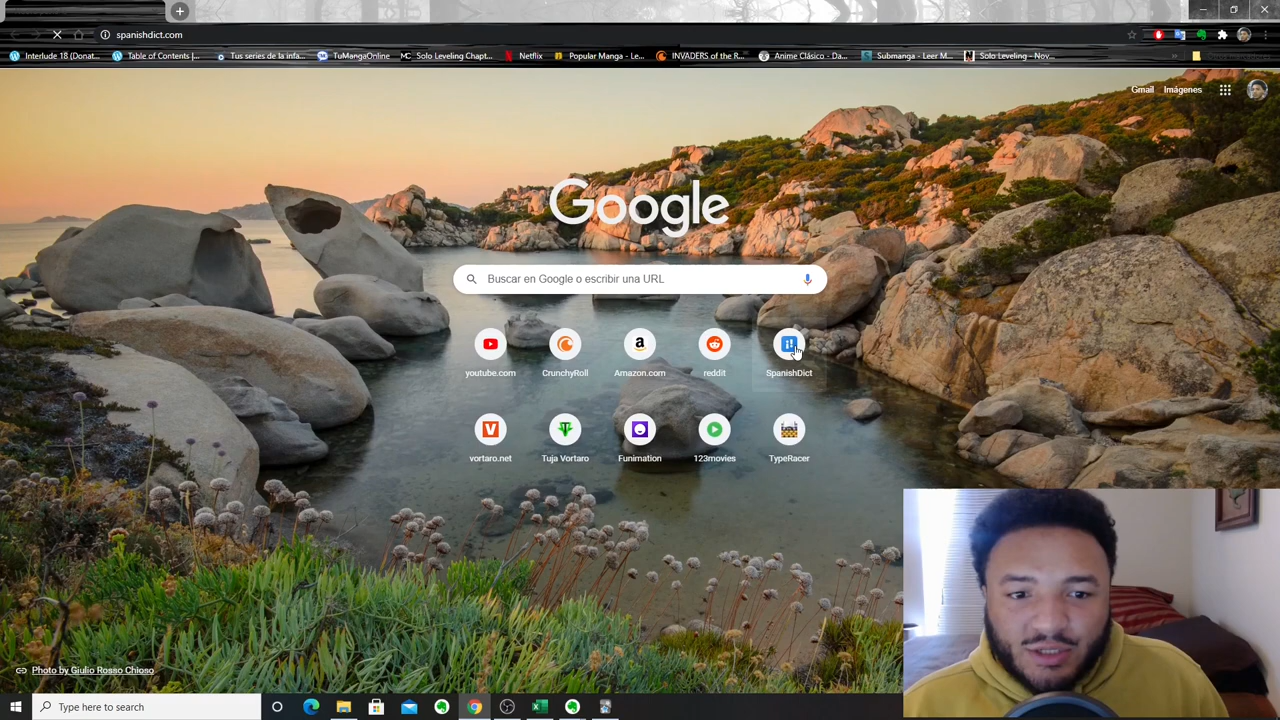 spanishdict.com
Interlude 18 (Donat...
Table of Contents |...
Tus series de la infa...
TuMangaOnline
Solo Leveling Chapt...
Netflix
Popular Manga - Le...
INVADERS of the R...
Anime Clásico - Da...
Submanga - Leer M...
Solo Leveling - Nov...
Gmail
Imágenes
Google
Buscar en Google o escribir una URL
youtube.com
CrunchyRoll
Amazon.com
reddit
SpanishDict
vortaro.net
Tuja Vortaro
Funimation
123movies
TypeRacer
Photo by Giulio Rosso Chioso
Type here to search